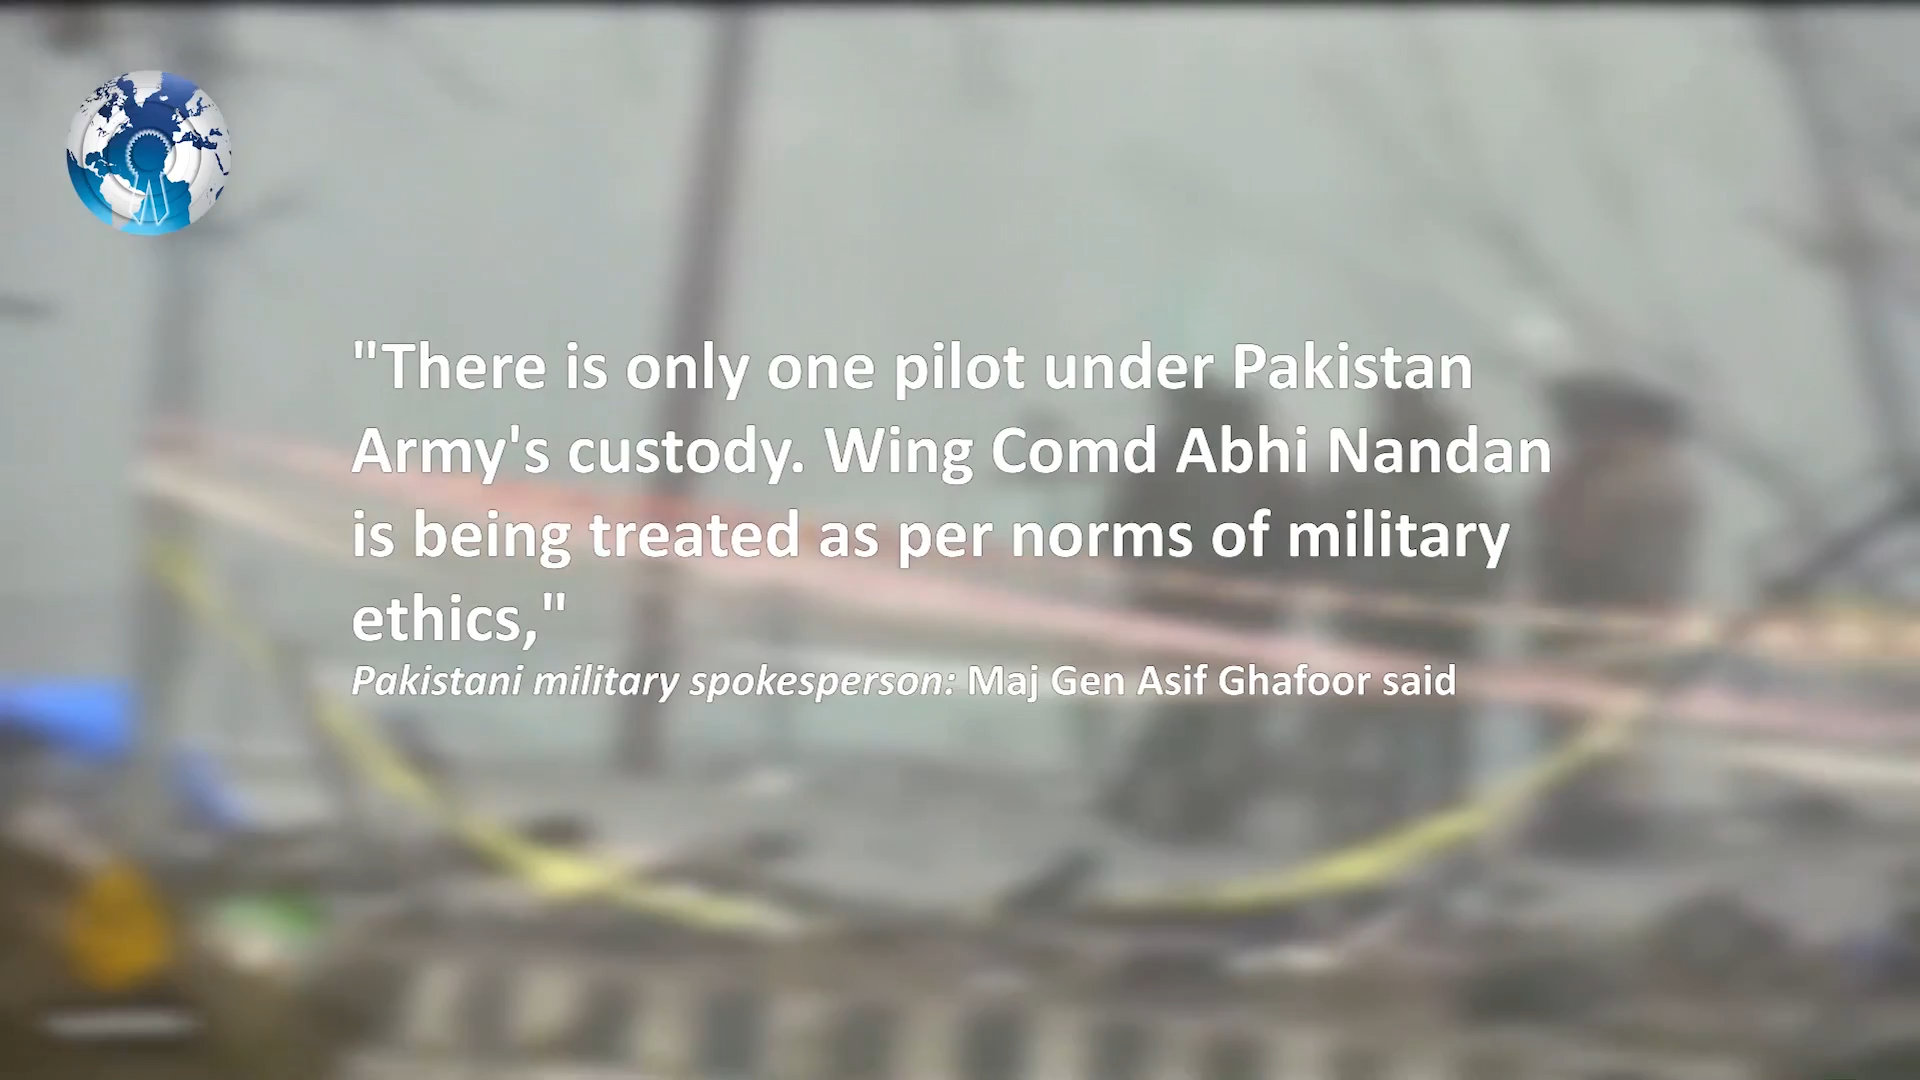 "There is only one pilot under Pakistan
Army's custody. Wing Comd Abhi Nandan
is being treated as per norms of military
ethics,"
Pakistani military spokesperson: Maj Gen Asif Ghafoor said